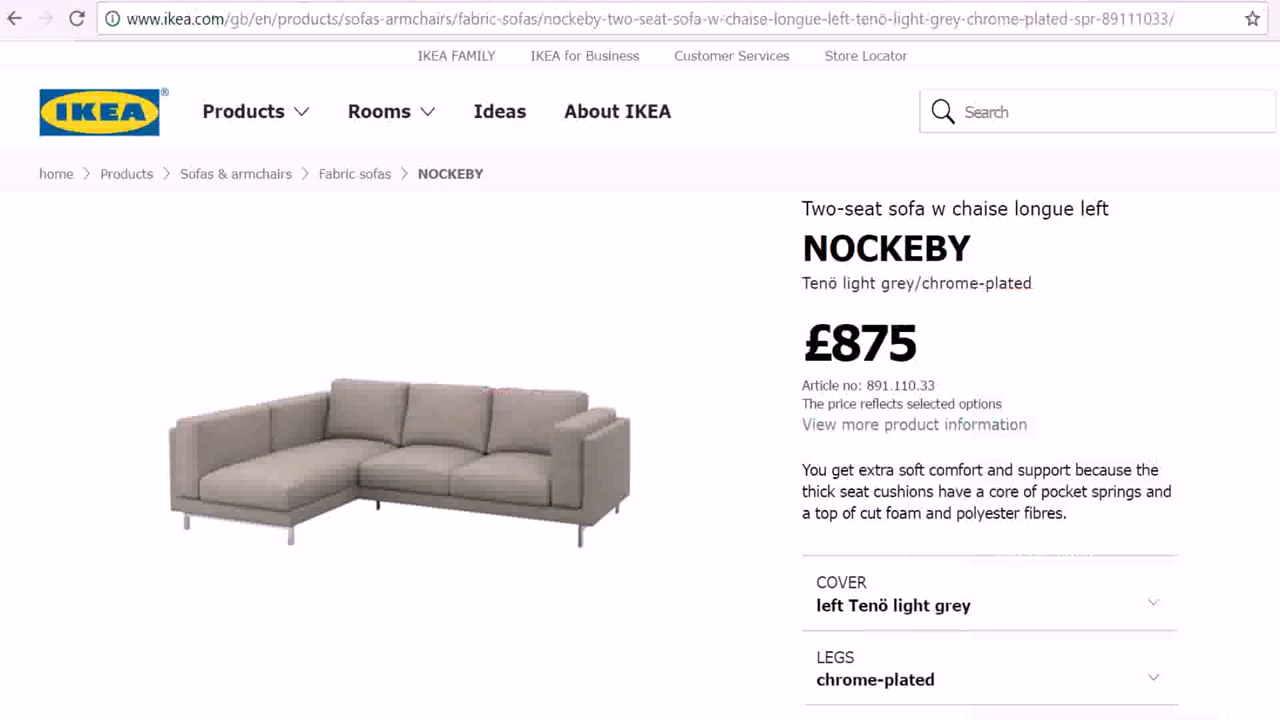 www.ikea.com/gb/en/products/sofas-armchairs/fabric-sofas/nockeby-two-seat-sofa-w-chaise-longue-left-tenö-light-grey-chrome-plated-spr-89111033/
IKEA FAMILY IKEA for Business Customer Services Store Locator
IKEA® Products Rooms Ideas About IKEA Search
home Products Sofas & armchairs Fabric sofas NOCKEBY
Two-seat sofa w chaise longue left
NOCKEBY
Tenö light grey/chrome-plated
£875
Article no: 891.110.33
The price reflects selected options
View more product information
You get extra soft comfort and support because the
thick seat cushions have a core of pocket springs and
a top of cut foam and polyester fibres.
COVER
left Tenö light grey
LEGS
chrome-plated